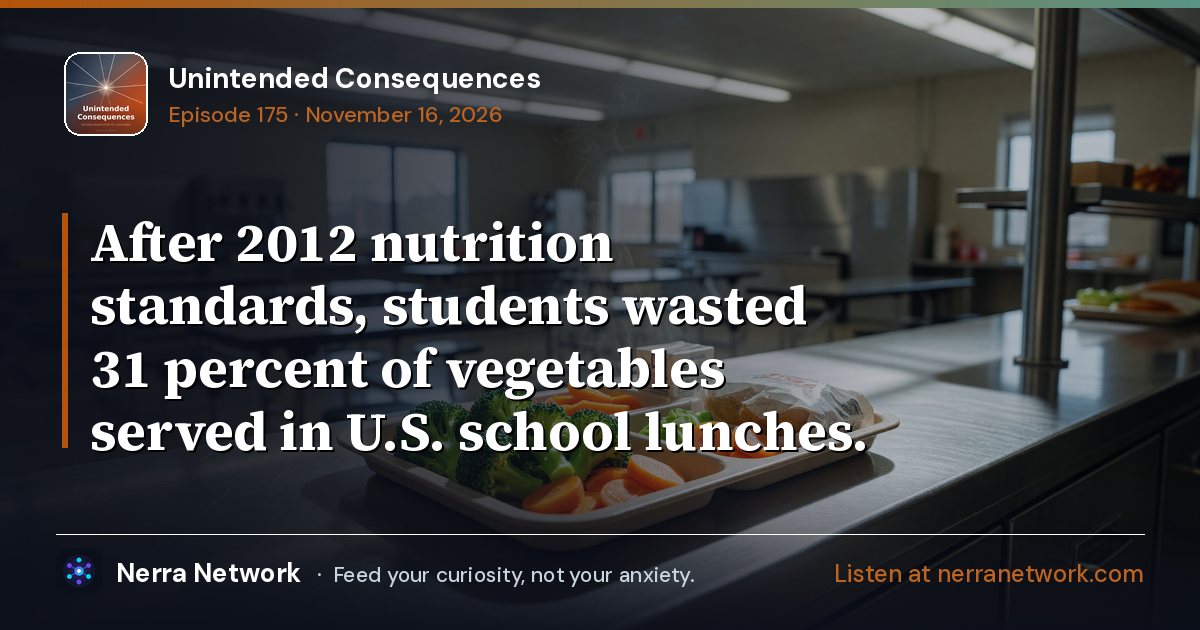 Unintended
Consequences
Unintended Consequences
Episode 175 · November 16, 2026
After 2012 nutrition
standards, students wasted
31 percent of vegetables
served in U.S. school lunches.
Nerra Network · Feed your curiosity, not your anxiety.
Listen at nerranetwork.com